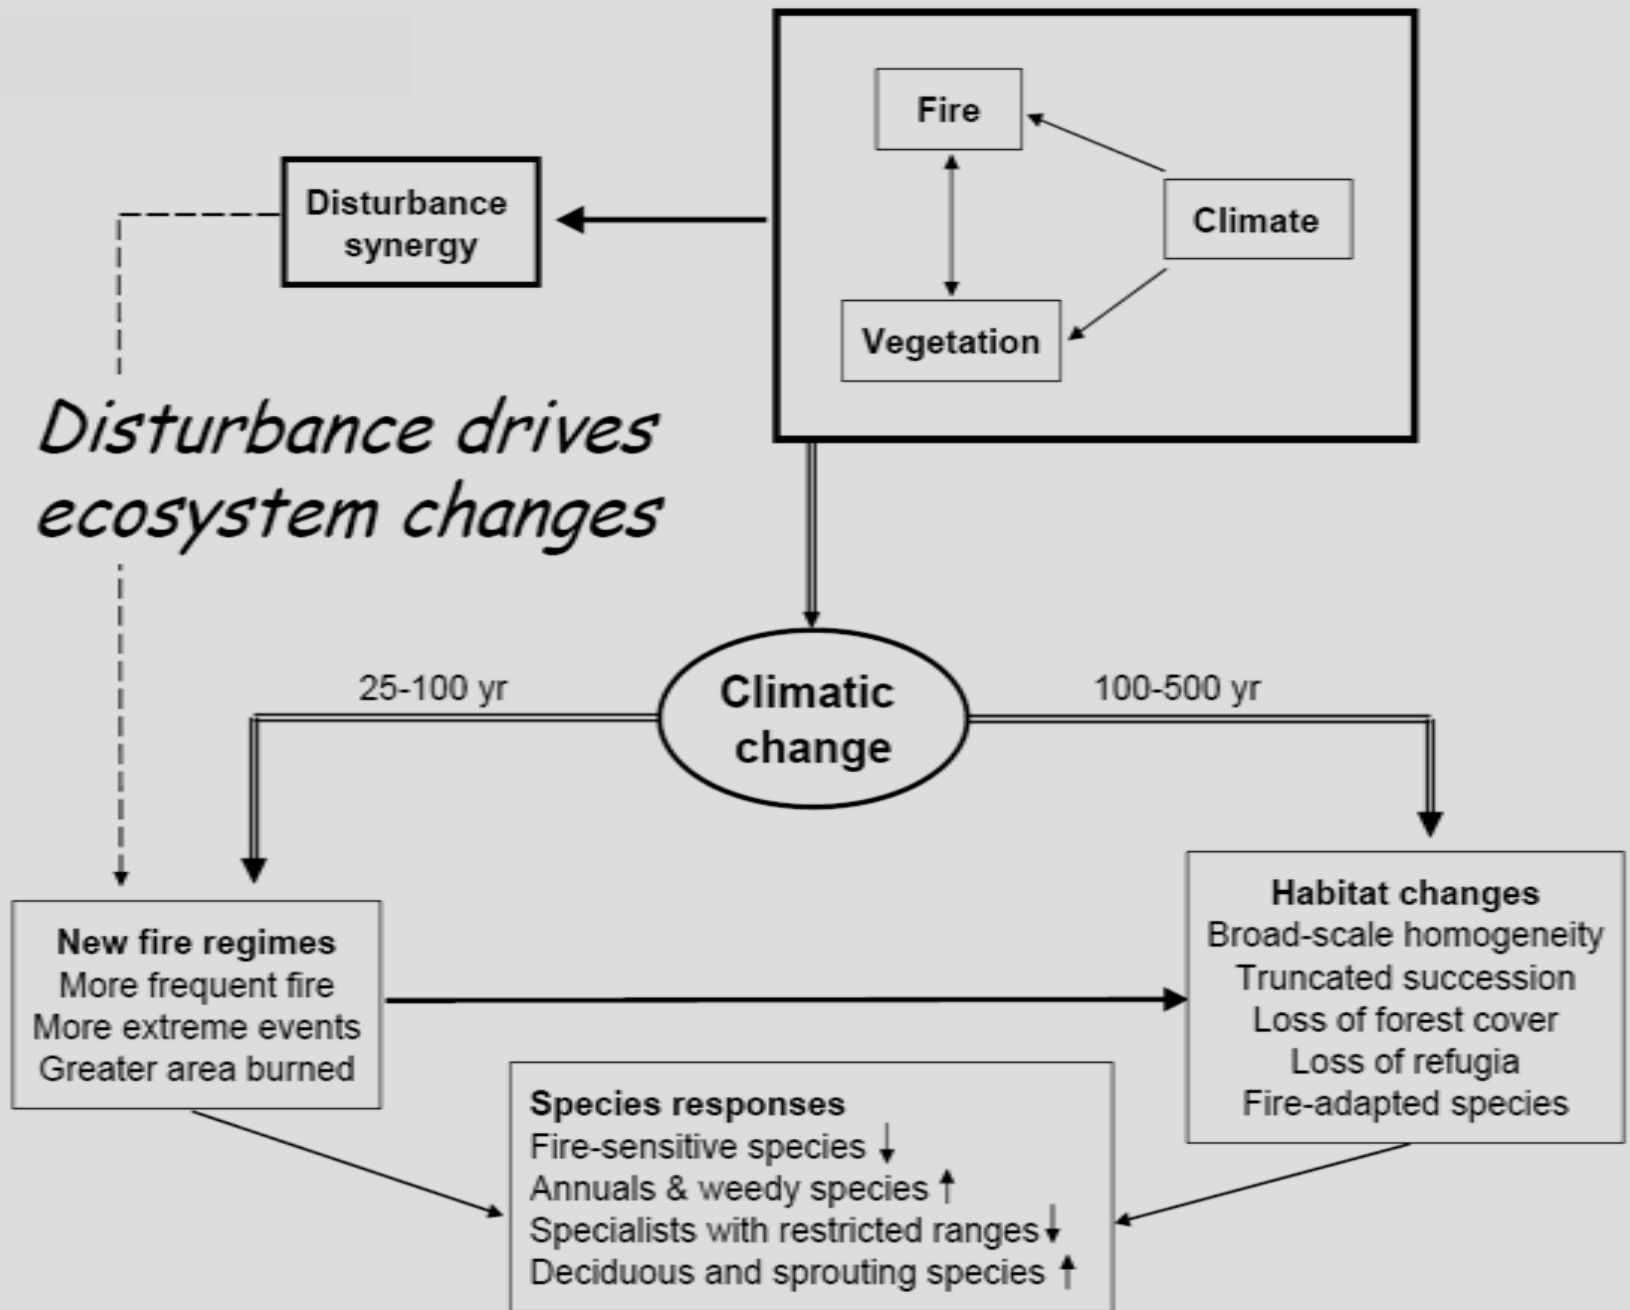 Fire
Climate
Vegetation
Disturbance
synergy
Disturbance drives
ecosystem changes
25-100 yr
Climatic
change
100-500 yr
New fire regimes
More frequent fire
More extreme events
Greater area burned
Habitat changes
Broad-scale homogeneity
Truncated succession
Loss of forest cover
Loss of refugia
Fire-adapted species
Species responses
Fire-sensitive species ↓
Annuals & weedy species ↑
Specialists with restricted ranges ↓
Deciduous and sprouting species ↑